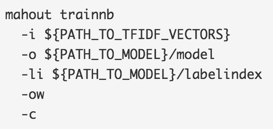 mahout trainnb
-i ${PATH_TO_TFIDF_VECTORS}
-o ${PATH_TO_MODEL}/model
-li ${PATH_TO_MODEL}/labelindex
-ow
-c